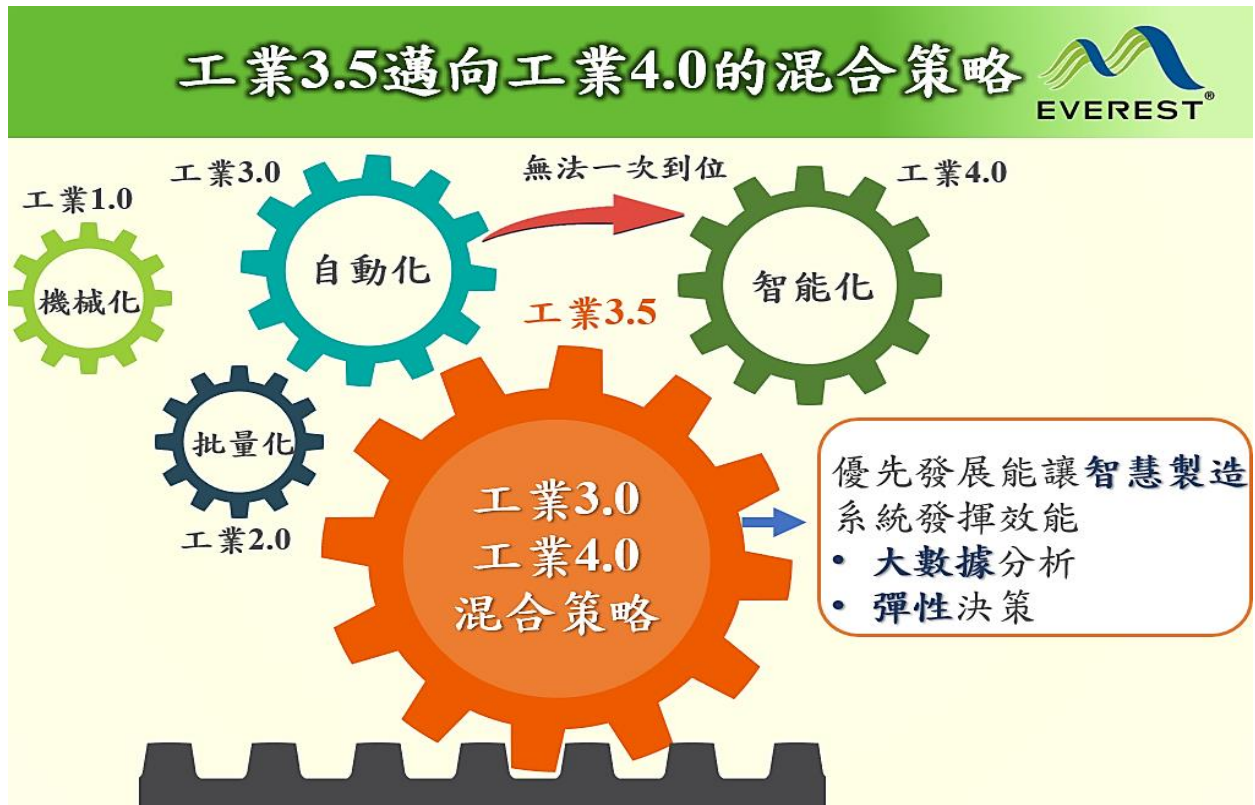 工業3.5邁向工業4.0的混合策略
EVEREST®
工業1.0
機械化
工業3.0
自動化
無法一次到位
工業4.0
智能化
批量化
工業2.0
工業3.5
工業3.0
工業4.0
混合策略
優先發展能讓智慧製造
系統發揮效能
• 大數據分析
• 彈性決策